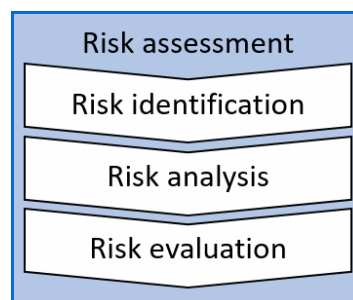 Risk assessment
Risk identification
Risk analysis
Risk evaluation